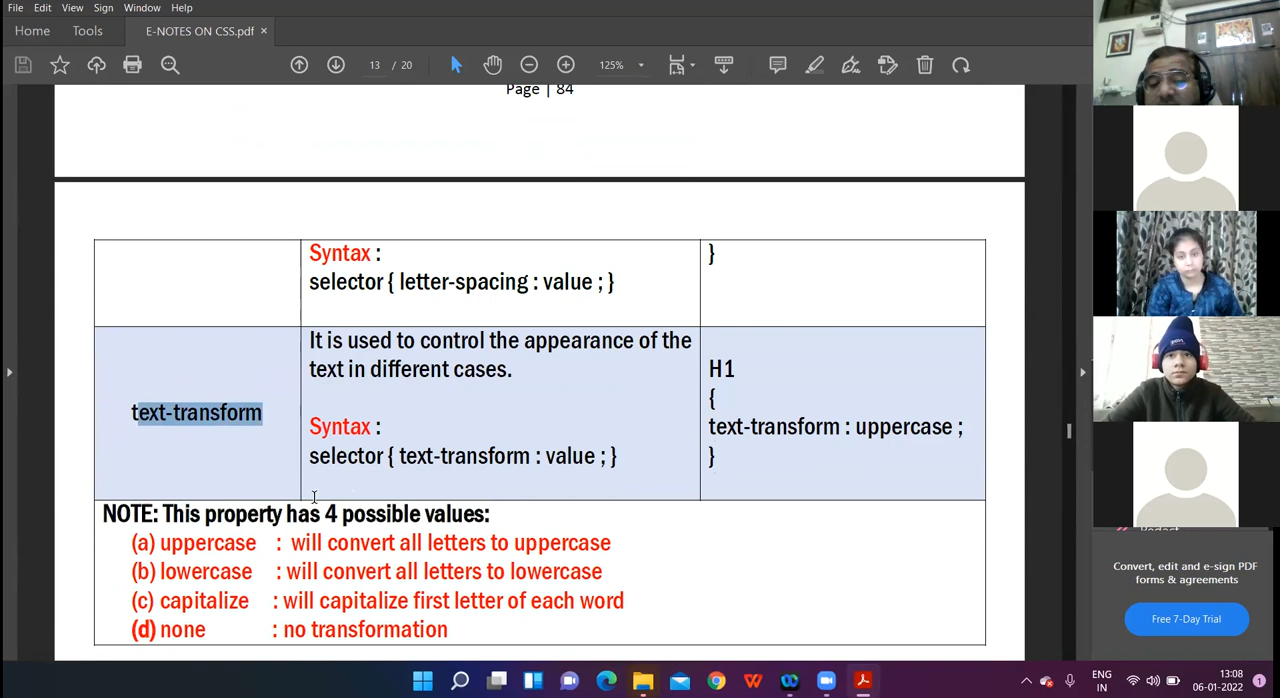 File Edit View Sign Window Help
Home Tools E-NOTES ON CSS.pdf ×
13 / 20 125%
Page | 84
Syntax :
selector { letter-spacing : value ; }
}
text-transform
It is used to control the appearance of the
text in different cases.
Syntax :
selector { text-transform : value ; }
H1
{
text-transform : uppercase ;
}
NOTE: This property has 4 possible values:
(a) uppercase : will convert all letters to uppercase
(b) lowercase : will convert all letters to lowercase
(c) capitalize : will capitalize first letter of each word
(d) none : no transformation
Redact
Convert, edit and e-sign PDF
forms & agreements
Free 7-Day Trial
ENG
IN
13:08
06-01-2022
1